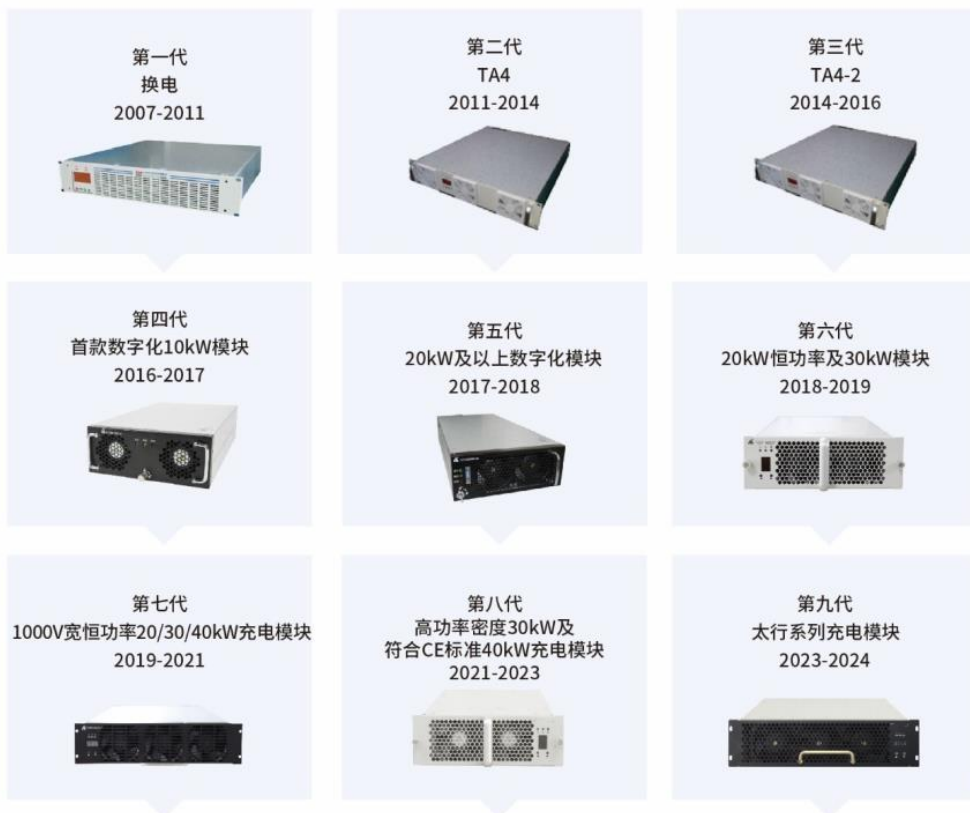 第一代
换电
2007-2011
第二代
TA4
2011-2014
第三代
TA4-2
2014-2016
第四代
首款数字化10kW模块
2016-2017
第五代
20kW及以上数字化模块
2017-2018
第六代
20kW恒功率及30kW模块
2018-2019
第七代
1000V宽恒功率20/30/40kW充电模块
2019-2021
第八代
高功率密度30kW及
符合CE标准40kW充电模块
2021-2023
第九代
太行系列充电模块
2023-2024